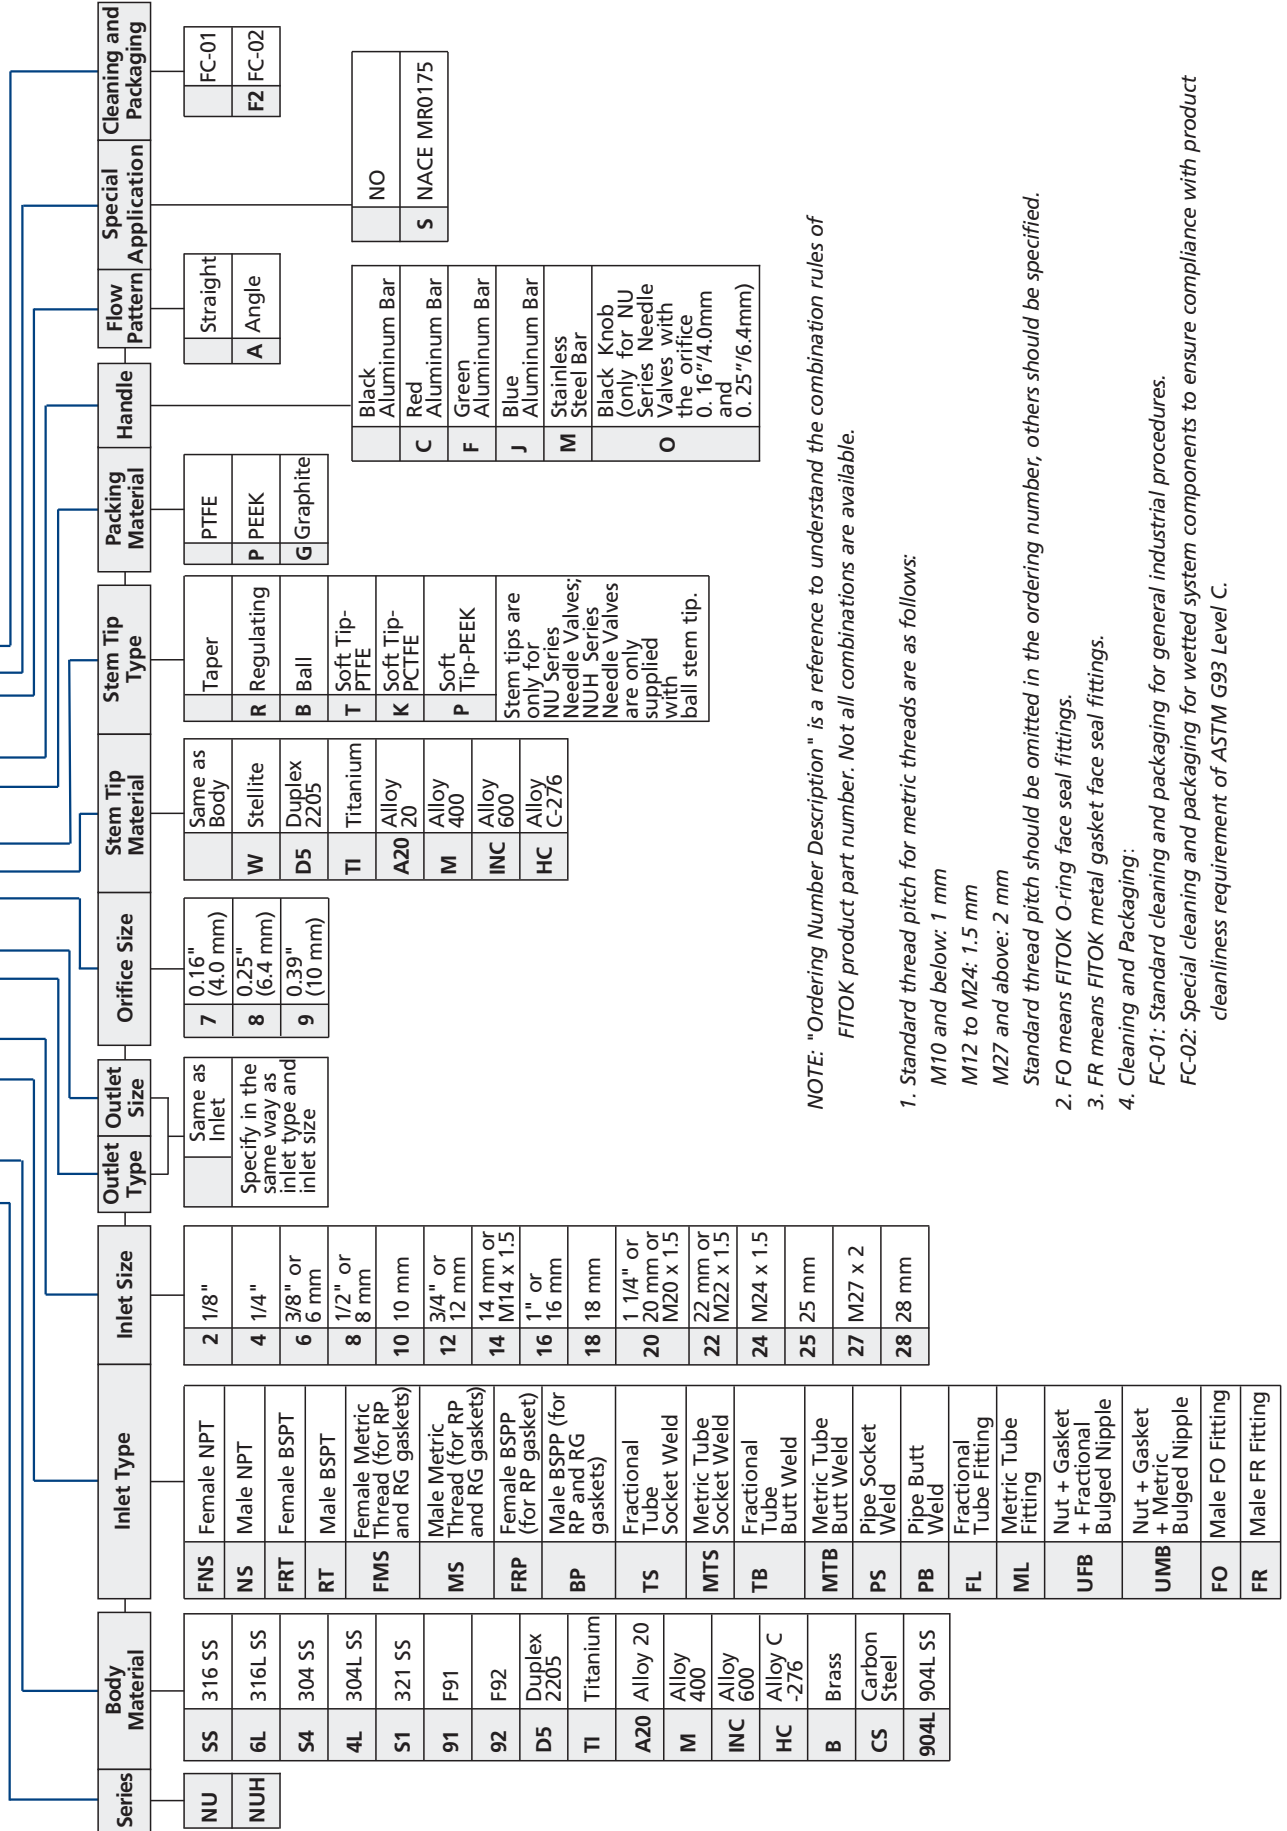 Series
NU
NUH
Body
Material
SS 316 SS
6L 316L SS
S4 304 SS
4L 304L SS
S1 321 SS
91 F91
92 F92
D5 Duplex
2205
TI Titanium
A20 Alloy 20
M Alloy
400
INC Alloy
600
HC Alloy C
-276
B Brass
CS Carbon
Steel
904L 904L SS
Inlet Type
FNS Female NPT
NS Male NPT
FRT Female BSPT
RT Male BSPT
FMS Female Metric
Thread (for RP
and RG gaskets)
MS Male Metric
Thread (for RP
and RG gaskets)
FRP Female BSPP
(for RP gasket)
BP Male BSPP (for
RP and RG
gaskets)
TS Fractional
Tube
Socket Weld
MTS Metric Tube
Socket Weld
TB Fractional
Tube
Butt Weld
MTB Metric Tube
Butt Weld
PS Pipe Socket
Weld
PB Pipe Butt
Weld
FL Fractional
Tube Fitting
ML Metric Tube
Fitting
UFB Nut + Gasket
+ Fractional
Bulged Nipple
UMB Nut + Gasket
+ Metric
Bulged Nipple
FO Male FO Fitting
FR Male FR Fitting
Inlet Size
2 1/8"
4 1/4"
6 3/8" or
6 mm
8 1/2" or
8 mm
10 10 mm
12 3/4" or
12 mm
14 14 mm or
M14 x 1.5
16 1" or
16 mm
18 18 mm
20 1 1/4" or
20 mm or
M20 x 1.5
22 22 mm or
M22 x 1.5
24 M24 x 1.5
25 25 mm
27 M27 x 2
28 28 mm
Outlet
Type
Outlet
Size
Same as
Inlet
Specify in the
same way as
inlet type and
inlet size
Orifice Size
7 0.16"
(4.0 mm)
8 0.25"
(6.4 mm)
9 0.39"
(10 mm)
Stem Tip
Material
Same as
Body
W Stellite
D5 Duplex
2205
TI Titanium
A20 Alloy
20
M Alloy
400
INC Alloy
600
HC Alloy
C-276
Stem Tip
Type
Taper
R Regulating
B Ball
T Soft Tip-
PTFE
K Soft Tip-
PCTFE
P Soft
Tip-PEEK
Stem tips are
only for
NU Series
Needle Valves;
NUH Series
Needle Valves
are only
supplied
with
ball stem tip.
Packing
Material
PTFE
P PEEK
G Graphite
Handle
Black
Aluminum Bar
C Red
Aluminum Bar
F Green
Aluminum Bar
J Blue
Aluminum Bar
M Stainless
Steel Bar
O Black Knob
(only for NU
Series Needle
Valves with
the orifice
0. 16"/4.0mm
and
0. 25"/6.4mm)
Flow
Pattern
Straight
A Angle
Special
Application
NO
S NACE MR0175
Cleaning and
Packaging
FC-01
F2 FC-02
NOTE: "Ordering Number Description" is a reference to understand the combination rules of
FITOK product part number. Not all combinations are available.
1. Standard thread pitch for metric threads are as follows:
M10 and below: 1 mm
M12 to M24: 1.5 mm
M27 and above: 2 mm
Standard thread pitch should be omitted in the ordering number, others should be specified.
2. FO means FITOK O-ring face seal fittings.
3. FR means FITOK metal gasket face seal fittings.
4. Cleaning and Packaging:
FC-01: Standard cleaning and packaging for general industrial procedures.
FC-02: Special cleaning and packaging for wetted system components to ensure compliance with product
cleanliness requirement of ASTM G93 Level C.